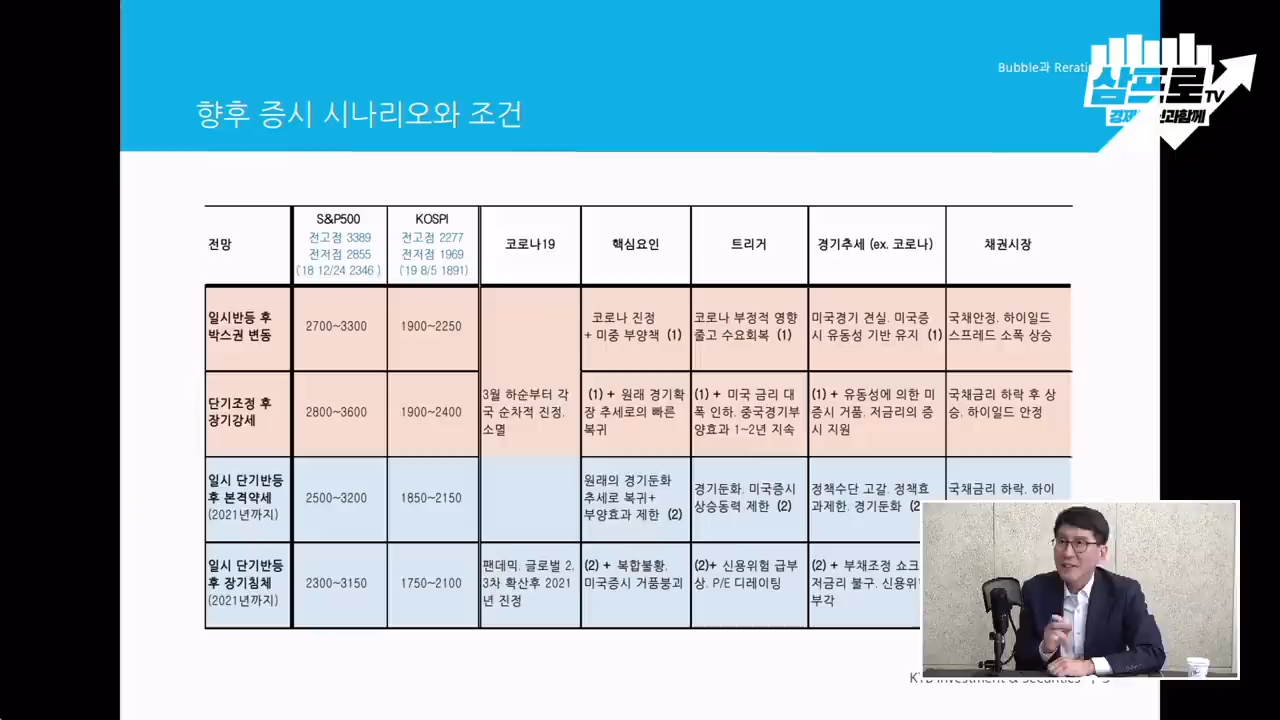 Bubble과
삼프로TV
향후 증시 시나리오와 조건
전망
S&P500
전고점 3389
전저점 2855
('18 12/24 2346 )
KOSPI
전고점 2277
전저점 1969
('19 8/5 1891)
코로나19
핵심요인
트리거
경기추세 (ex. 코로나)
채권시장
일시반등 후
박스권 변동
2700~3300
1900~2250
코로나 진정
+ 미중 부양책 (1)
코로나 부정적 영향
줄고 수요회복 (1)
미국경기 견실. 미국증
시 유동성 기반 유지 (1)
국채안정. 하이일드
스프레드 소폭 상승
단기조정 후
장기강세
2800~3600
1900~2400
3월 하순부터 각
국 순차적 진정.
소멸
(1) + 원래 경기확
장 추세로의 빠른
복귀
(1) + 미국 금리 대
폭 인하. 중국경기부
양효과 1~2년 지속
(1) + 유동성에 의한 미
증시 거품. 저금리의 증
시 지원
국채금리 하락 후 상
승. 하이일드 안정
일시 단기반등
후 본격약세
(2021년까지)
2500~3200
1850~2150
원래의 경기둔화
추세로 복귀+
부양효과 제한 (2)
경기둔화. 미국증시
상승동력 제한 (2)
정책수단 고갈. 정책효
과제한. 경기둔화 (2
국채금리 하락. 하이
일시 단기반등
후 장기침체
(2021년까지)
2300~3150
1750~2100
팬데믹. 글로벌 2,
3차 확산후 2021
년 진정
(2) + 복합불황.
미국증시 거품붕괴
(2)+ 신용위험 급부
상. P/E 디레이팅
(2) + 부채조정 쇼크
저금리 불구. 신용위
부각